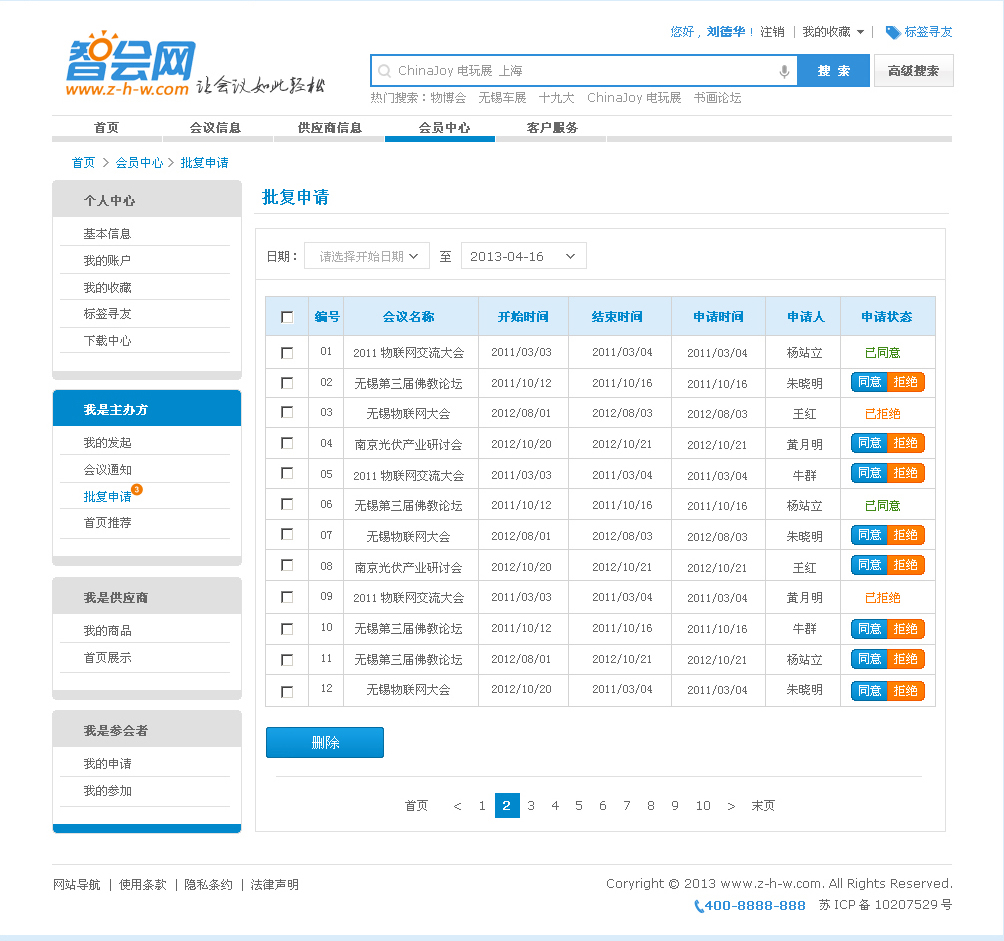 您好，刘德华！ 注销 | 我的收藏 | 标签寻友
智会网
www.z-h-w.com 让会议如此轻松
ChinaJoy 电玩展 上海 搜 索 高级搜索
热门搜索：物博会 无锡车展 十九大 ChinaJoy 电玩展 书画论坛
首页 会议信息 供应商信息 会员中心 客户服务
首页 > 会员中心 > 批复申请
个人中心
基本信息
我的账户
我的收藏
标签寻友
下载中心
我是主办方
我的发起
会议通知
批复申请 3
首页推荐
我是供应商
我的商品
首页展示
我是参会者
我的申请
我的参加
批复申请
日期： 请选择开始日期 至 2013-04-16
编号 会议名称 开始时间 结束时间 申请时间 申请人 申请状态
01 2011 物联网交流大会 2011/03/03 2011/03/04 2011/03/04 杨站立 已同意
02 无锡第三届佛教论坛 2011/10/12 2011/10/16 2011/10/16 朱晓明 同意 拒绝
03 无锡物联网大会 2012/08/01 2012/08/03 2012/08/03 王红 已拒绝
04 南京光伏产业研讨会 2012/10/20 2012/10/21 2012/10/21 黄月明 同意 拒绝
05 2011 物联网交流大会 2011/03/03 2011/03/04 2011/03/04 牛群 同意 拒绝
06 无锡第三届佛教论坛 2011/10/12 2011/10/16 2011/10/16 杨站立 已同意
07 无锡物联网大会 2012/08/01 2012/08/03 2012/08/03 朱晓明 同意 拒绝
08 南京光伏产业研讨会 2012/10/20 2012/10/21 2012/10/21 王红 同意 拒绝
09 2011 物联网交流大会 2011/03/03 2011/03/04 2011/03/04 黄月明 已拒绝
10 无锡第三届佛教论坛 2011/10/12 2011/10/16 2011/10/16 牛群 同意 拒绝
11 无锡第三届佛教论坛 2012/08/01 2012/10/21 2012/10/21 杨站立 同意 拒绝
12 无锡物联网大会 2012/10/20 2011/03/04 2011/03/04 朱晓明 同意 拒绝
删除
首页 < 1 2 3 4 5 6 7 8 9 10 > 末页
网站导航 | 使用条款 | 隐私条约 | 法律声明
Coryright © 2013 www.z-h-w.com. All Rights Reserved.
400-8888-888 苏 ICP 备 10207529 号